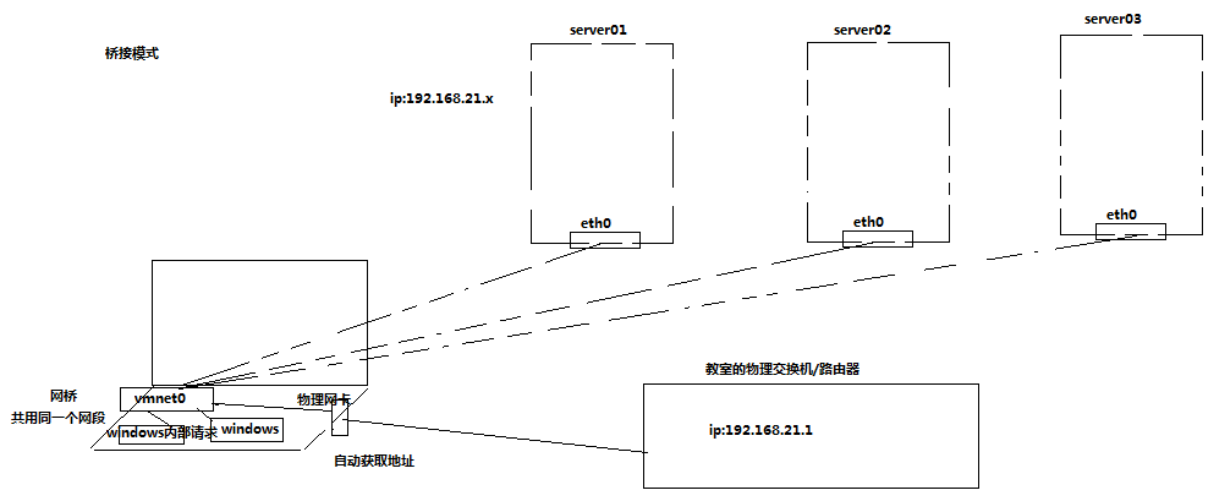 桥接模式
server01
server02
server03
ip:192.168.21.x
eth0
eth0
eth0
网桥
共用同一个网段
vmnet0
物理网卡
windows内部请求
windows
自动获取地址
教室的物理交换机/路由器
ip:192.168.21.1